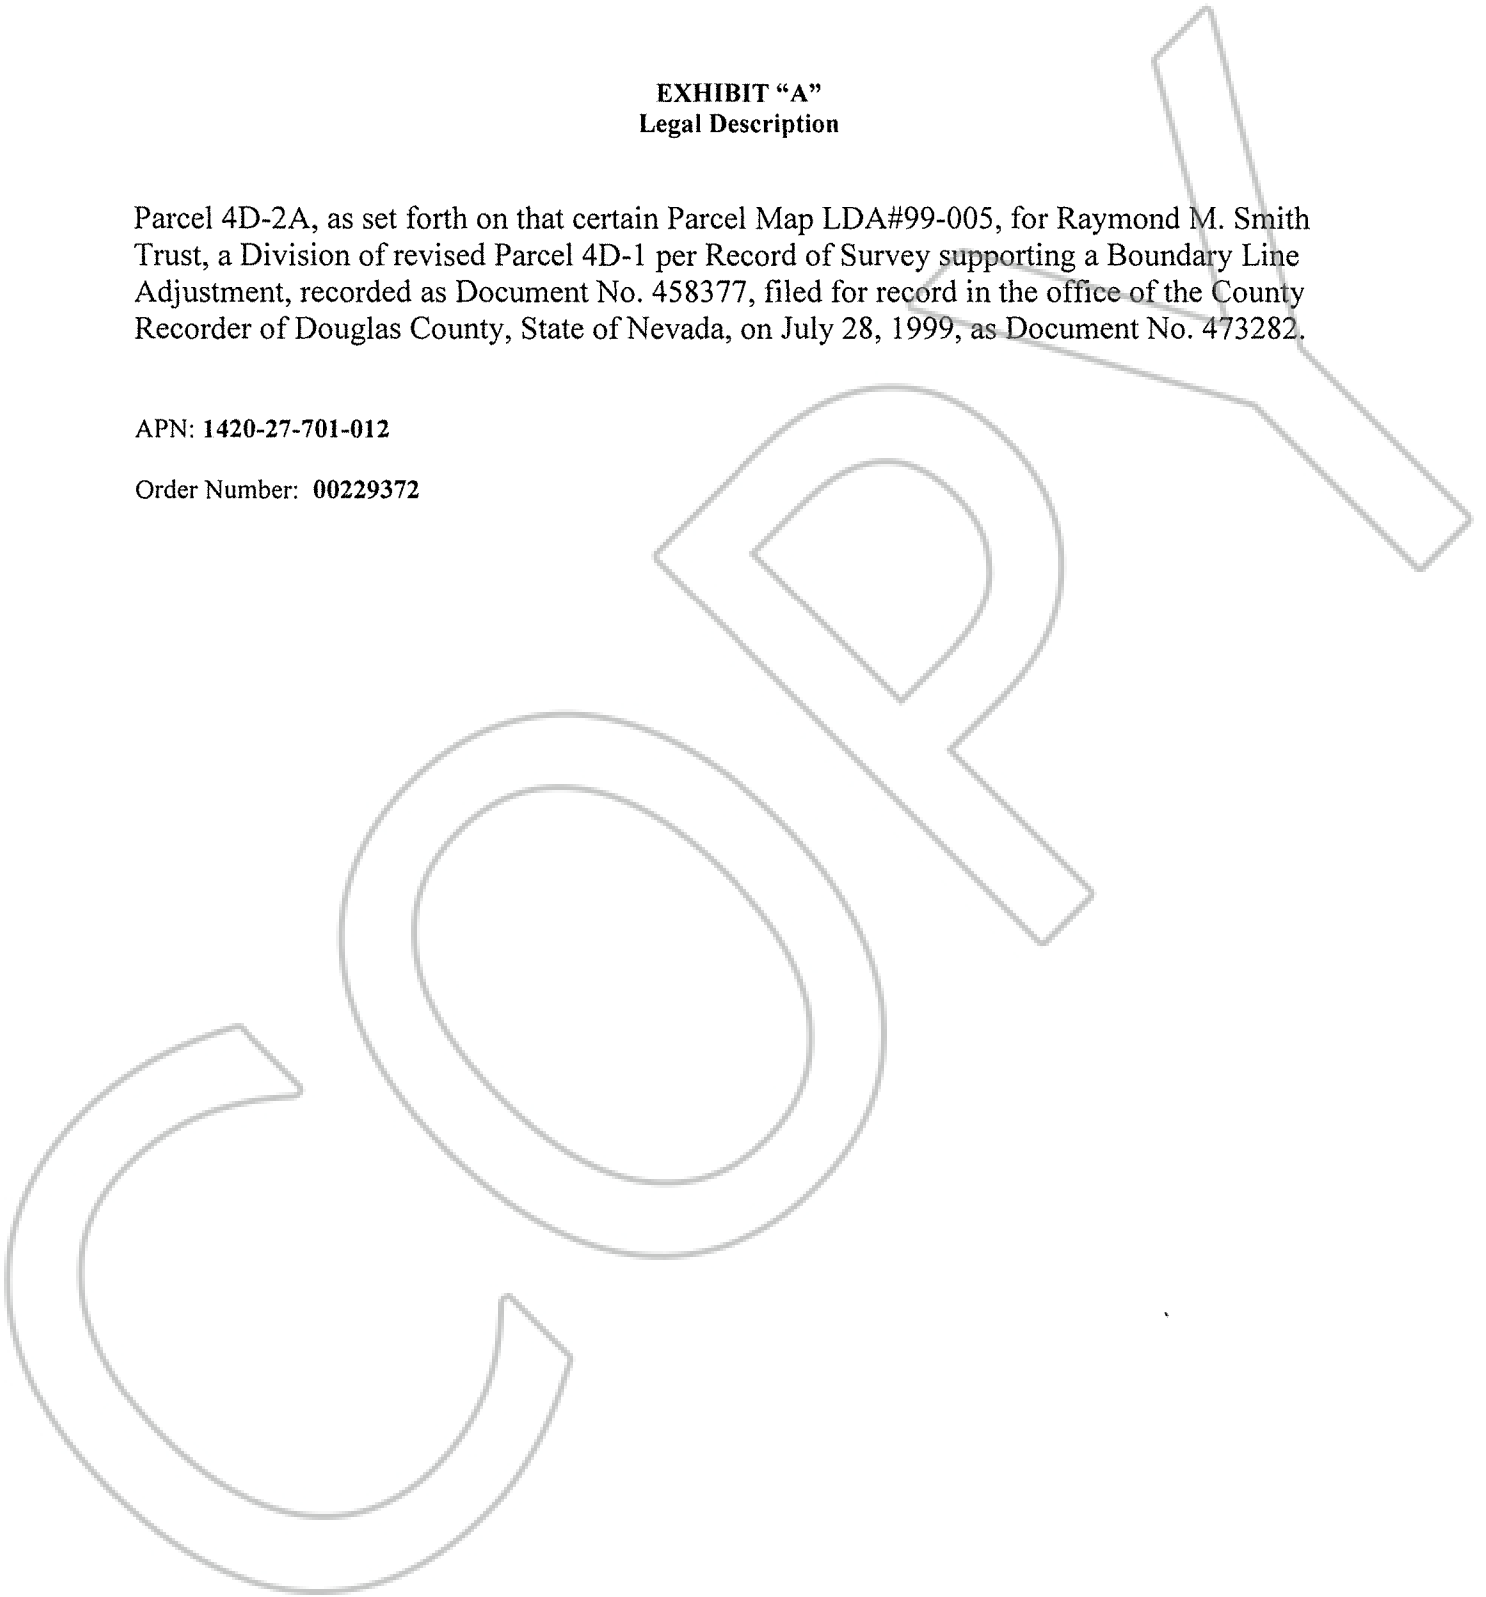 EXHIBIT “A”
Legal Description
Parcel 4D-2A, as set forth on that certain Parcel Map LDA#99-005, for Raymond M. Smith
Trust, a Division of revised Parcel 4D-1 per Record of Survey supporting a Boundary Line
Adjustment, recorded as Document No. 458377, filed for record in the office of the County
Recorder of Douglas County, State of Nevada, on July 28, 1999, as Document No. 473282.
APN: 1420-27-701-012
Order Number: 00229372
COPY